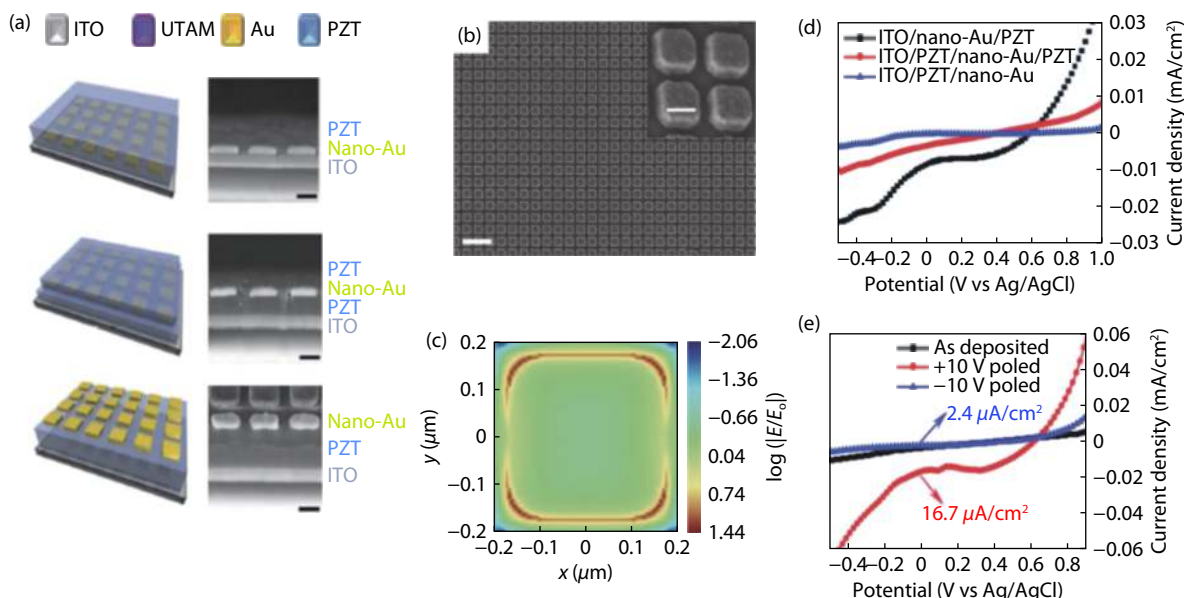 (a)
ITO UTAM Au PZT
PZT
Nano-Au
ITO
PZT
Nano-Au
PZT
ITO
Nano-Au
PZT
ITO
(b)
(c)
0.2
0.1
0
−0.1
−0.2
y (μm)
−0.2 −0.1 0 0.1 0.2
x (μm)
−2.06
−1.36
−0.66
0.04
0.74
1.44
log (|E/E₀|)
(d)
ITO/nano-Au/PZT
ITO/PZT/nano-Au/PZT
ITO/PZT/nano-Au
0.03
0.02
0.01
0
−0.01
−0.02
−0.03
Current density (mA/cm²)
−0.4 −0.2 0 0.2 0.4 0.6 1.0
Potential (V vs Ag/AgCl)
(e)
As deposited
+10 V poled
−10 V poled
2.4 μA/cm²
16.7 μA/cm²
0.06
0.04
0.02
0
−0.02
−0.04
−0.06
Current density (mA/cm²)
−0.4 −0.2 0 0.2 0.4 0.6 0.8
Potential (V vs Ag/AgCl)